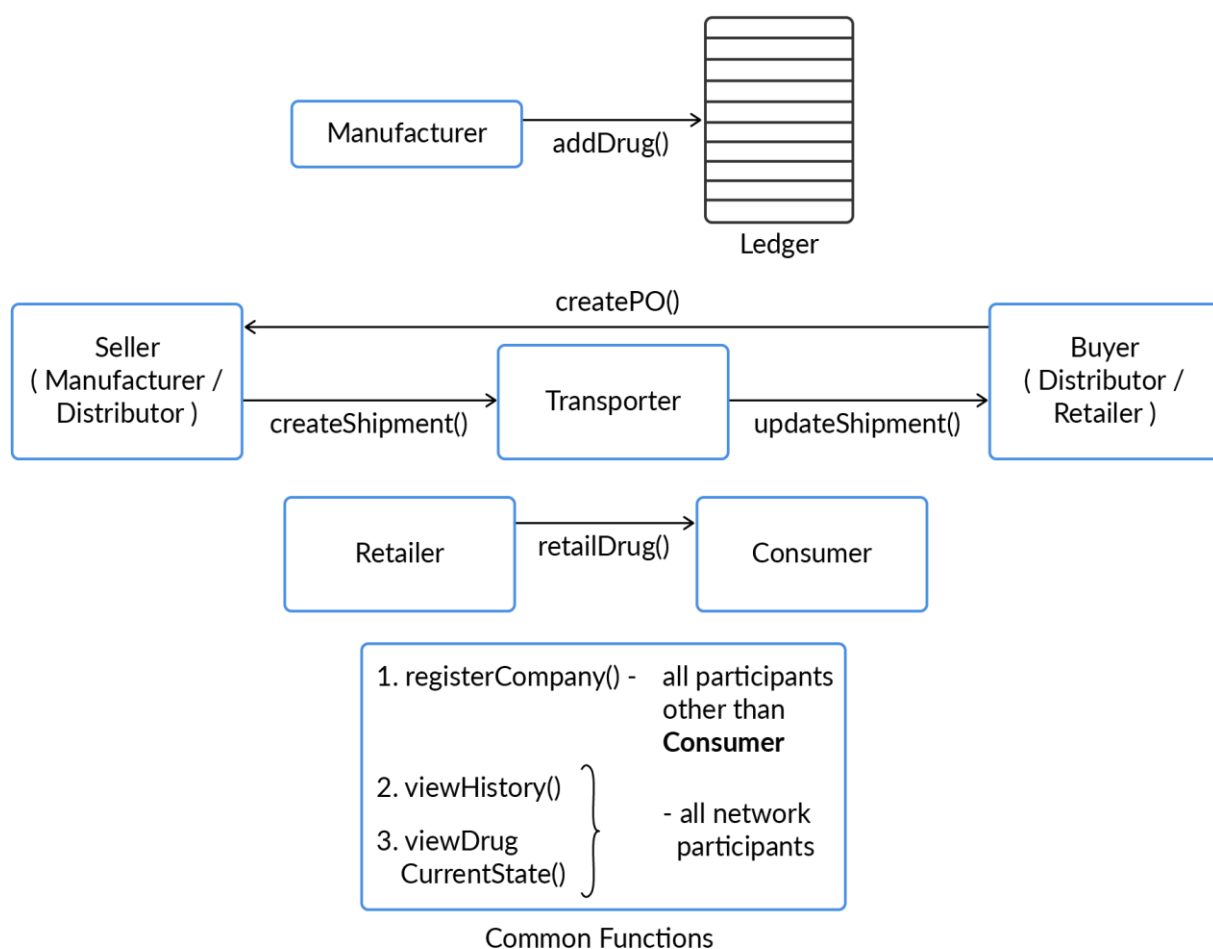 Manufacturer
addDrug()
Ledger
createPO()
Seller
( Manufacturer /
Distributor )
createShipment()
Transporter
updateShipment()
Buyer
( Distributor /
Retailer )
Retailer
retailDrug()
Consumer
1. registerCompany() - all participants
other than
Consumer
2. viewHistory()
3. viewDrug
CurrentState()
- all network
participants
Common Functions